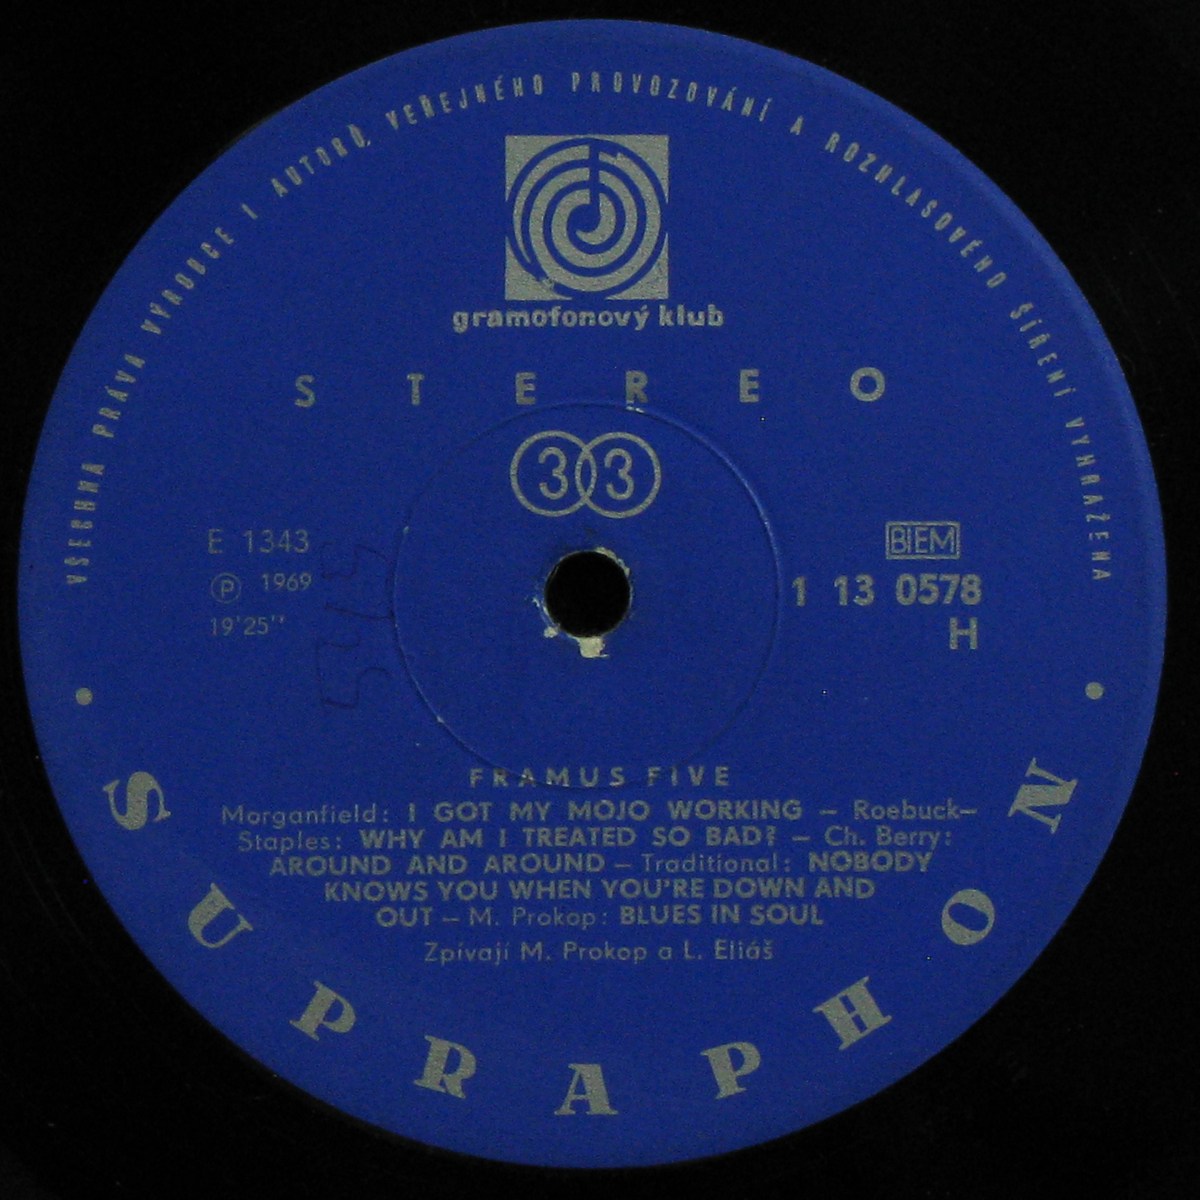 VŠECHNA PRÁVA VÝROBCE I AUTORŮ, VEŘEJNÉHO PROVOZOVÁNÍ A ROZHLASOVÉHO ŠÍŘENÍ VYHRAŽENA
gramofonový klub
STEREO
33
E 1343
BIEM
Ⓟ 1969
1 13 0578
19'25''
H
FRAMUS FIVE
Morganfield: I GOT MY MOJO WORKING – Roebuck–
Staples: WHY AM I TREATED SO BAD? – Ch. Berry:
AROUND AND AROUND – Traditional: NOBODY
KNOWS YOU WHEN YOU'RE DOWN AND
OUT – M. Prokop: BLUES IN SOUL
Zpívají M. Prokop a L. Eliáš
SUPRAPHON